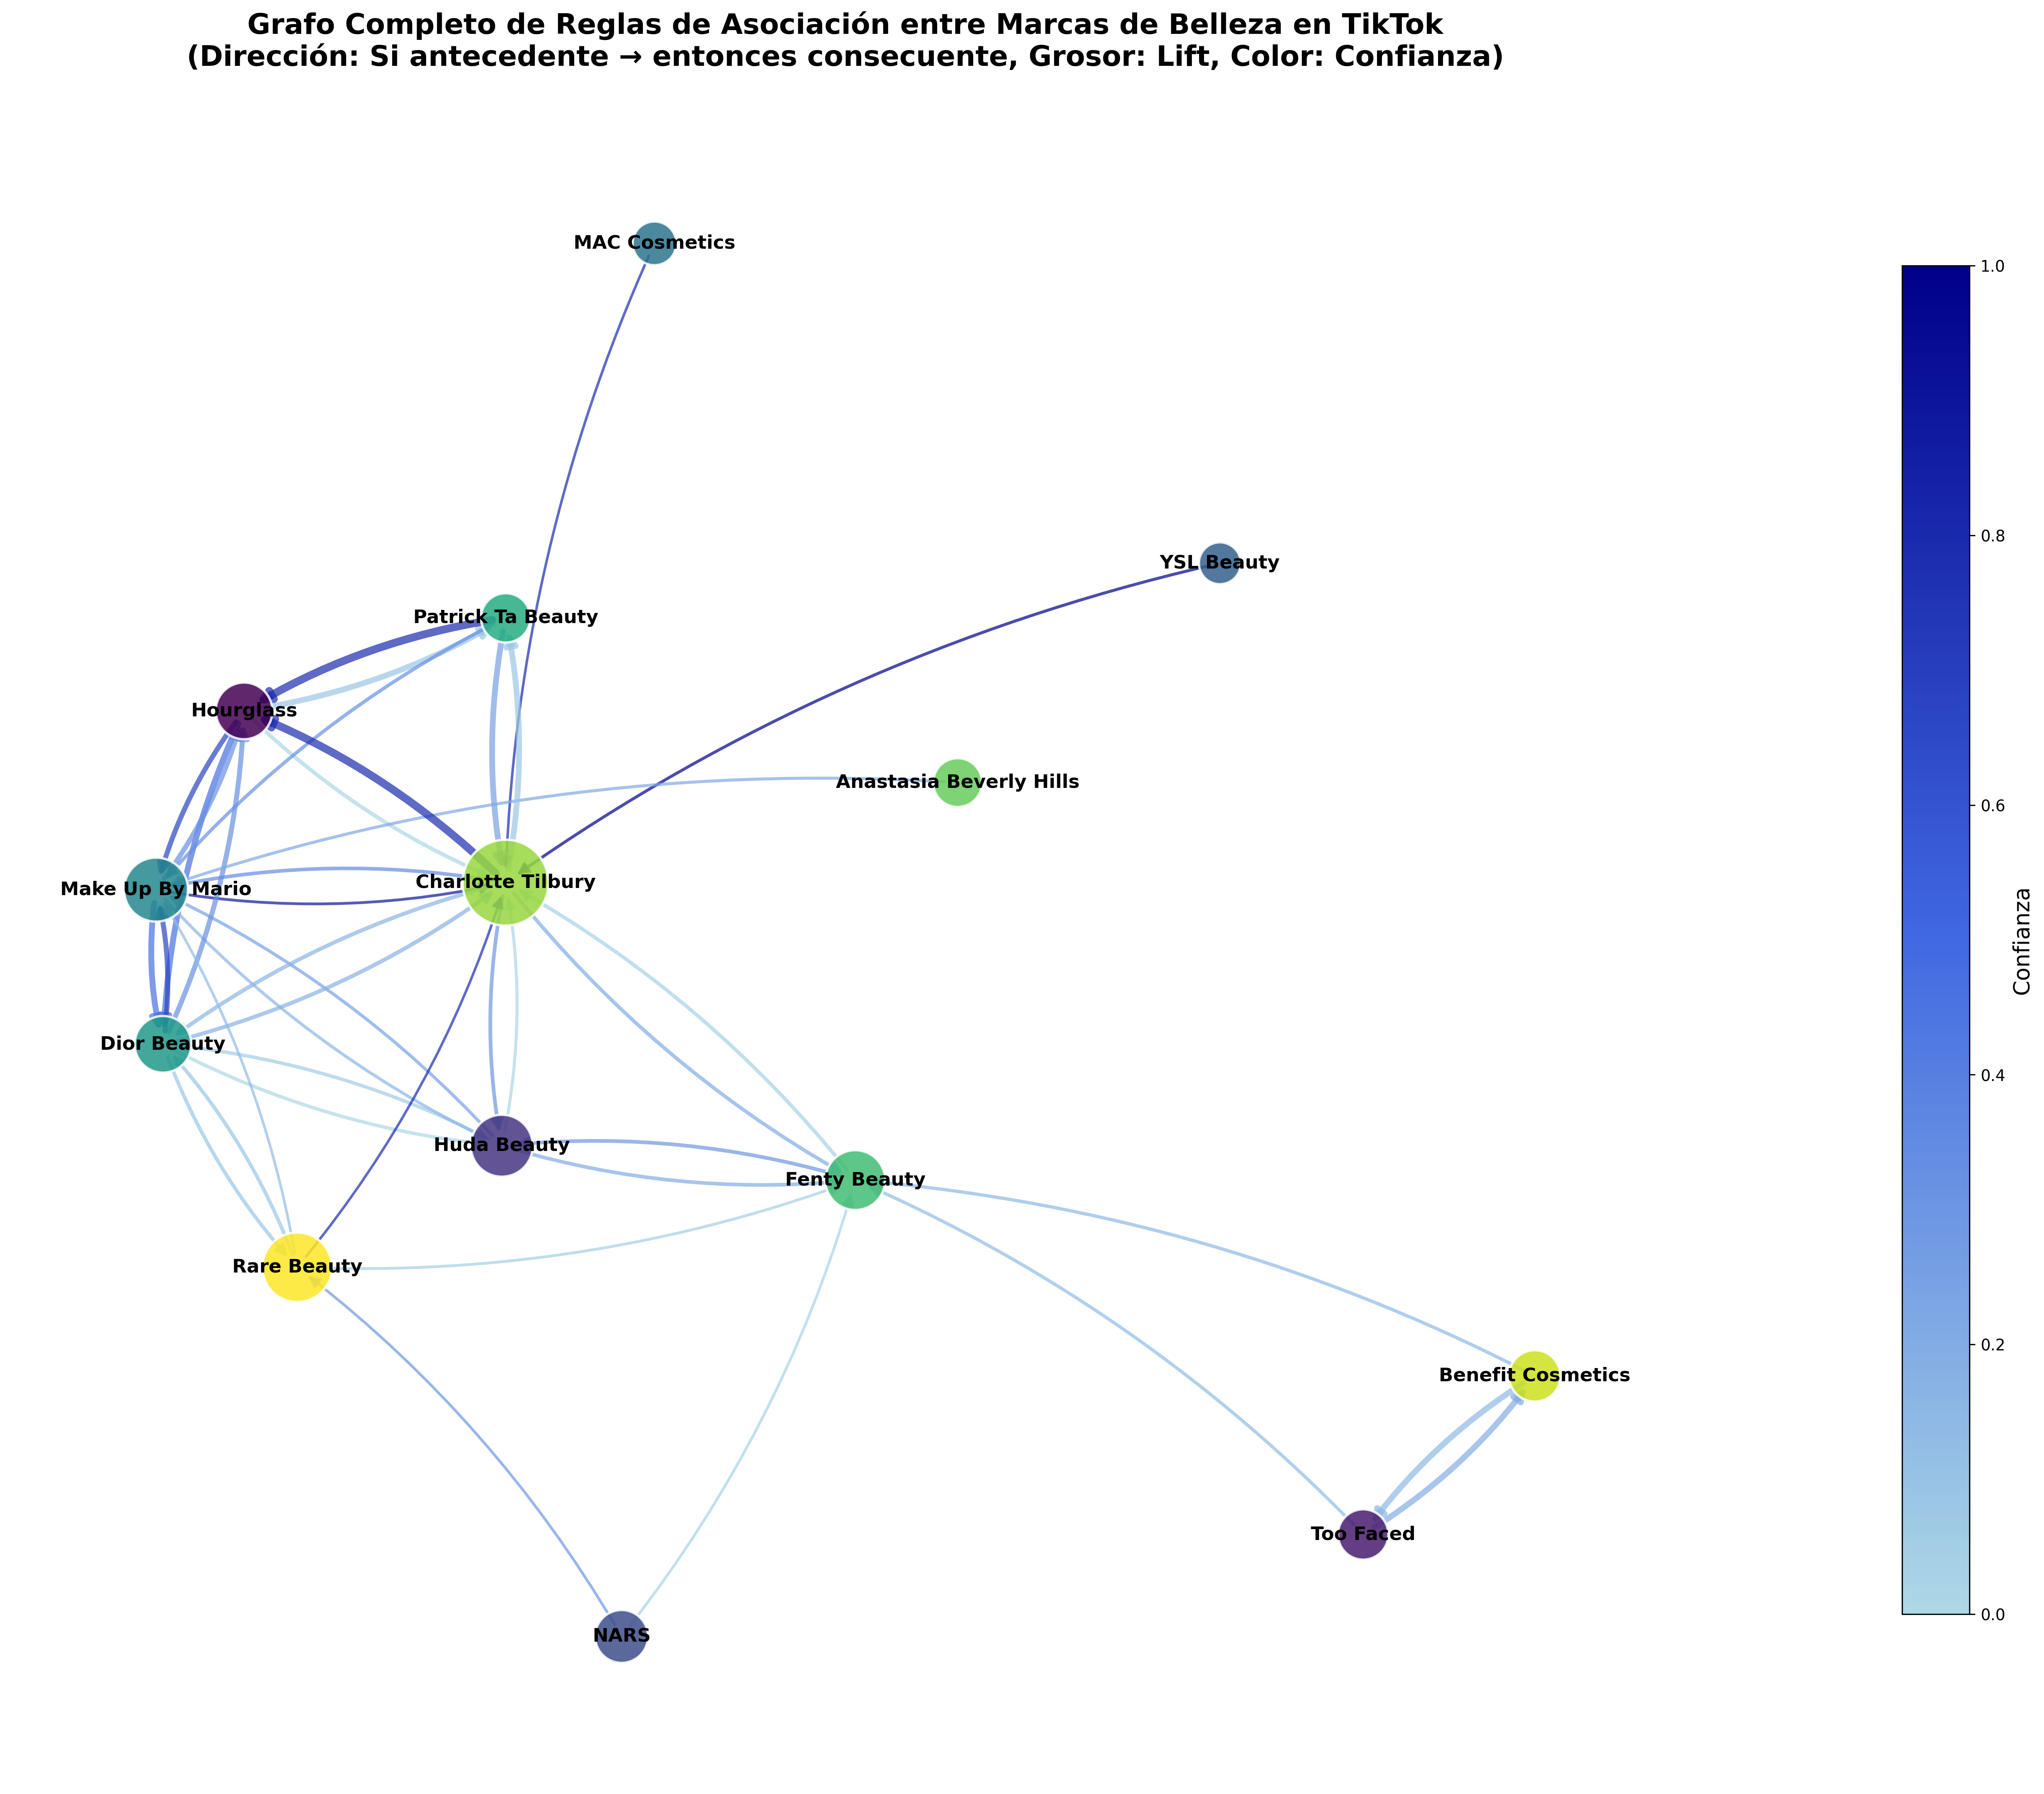 Grafo Completo de Reglas de Asociación entre Marcas de Belleza en TikTok
(Dirección: Si antecedente → entonces consecuente, Grosor: Lift, Color: Confianza)
MAC Cosmetics
YSL Beauty
Patrick Ta Beauty
Hourglass
Anastasia Beverly Hills
Charlotte Tilbury
Make Up By Mario
Dior Beauty
Huda Beauty
Fenty Beauty
Rare Beauty
Benefit Cosmetics
Too Faced
NARS
1.0
0.8
0.6
0.4
0.2
0.0
Confianza